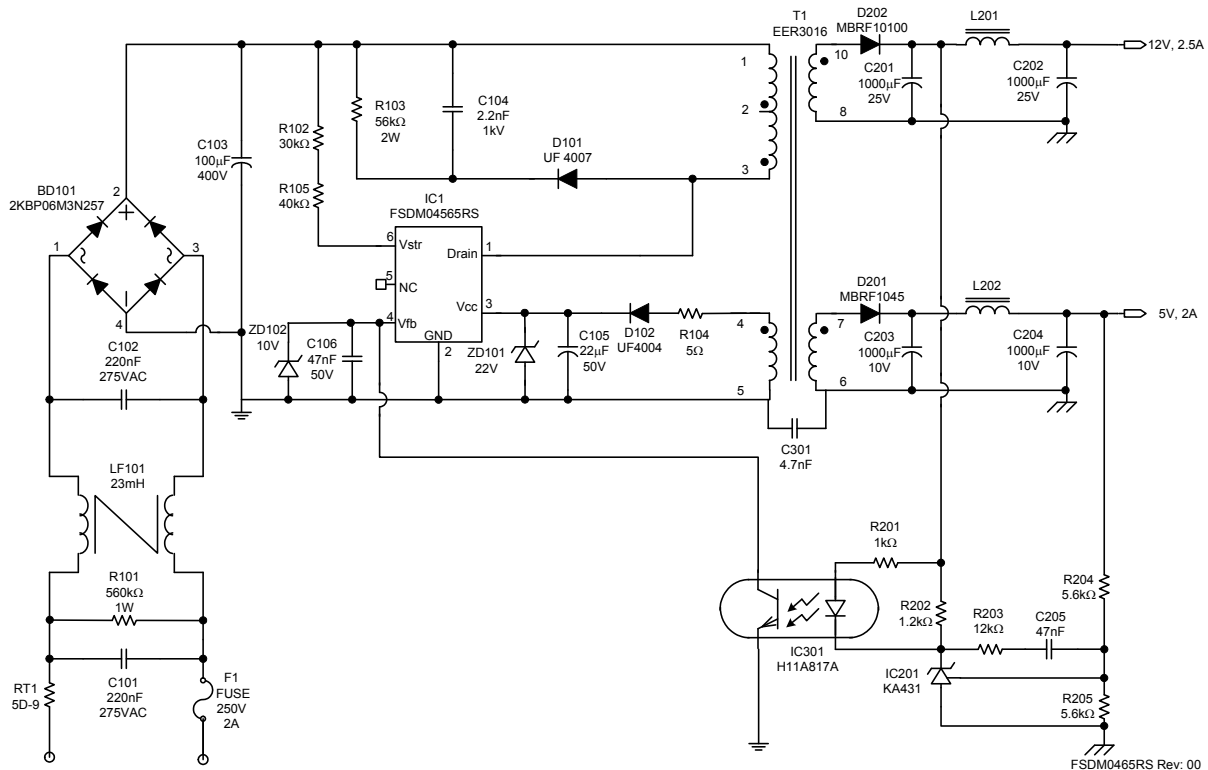 T1
EER3016
D202
MBRF10100
L201
12V, 2.5A
1
10
C201
1000µF
25V
C202
1000µF
25V
R103
56kΩ
2W
C104
2.2nF
1kV
2
8
R102
30kΩ
C103
100µF
400V
D101
UF 4007
3
BD101
2KBP06M3N257
2
R105
40kΩ
IC1
FSDM04565RS
1
3
6
Vstr
Drain
1
5
NC
D201
MBRF1045
L202
5V, 2A
Vcc
3
4
4
Vfb
GND
2
ZD102
10V
C106
47nF
50V
ZD101
22V
C105
22µF
50V
D102
UF4004
R104
5Ω
4
7
C203
1000µF
10V
C204
1000µF
10V
C102
220nF
275VAC
5
6
C301
4.7nF
LF101
23mH
R201
1kΩ
R101
560kΩ
1W
R204
5.6kΩ
R202
1.2kΩ
R203
12kΩ
C205
47nF
IC301
H11A817A
IC201
KA431
RT1
5D-9
C101
220nF
275VAC
F1
FUSE
250V
2A
R205
5.6kΩ
FSDM0465RS Rev: 00